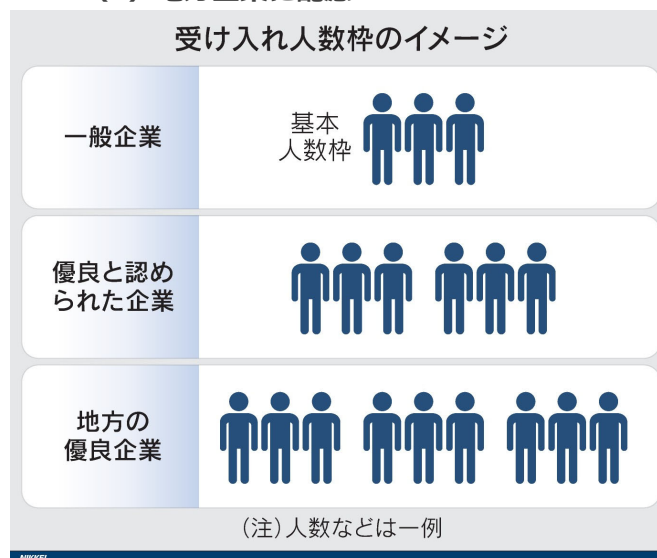 受け入れ人数枠のイメージ
一般企業
基本
人数枠
優良と認め
られた企業
地方の
優良企業
(注)人数などは一例
NIKKEI